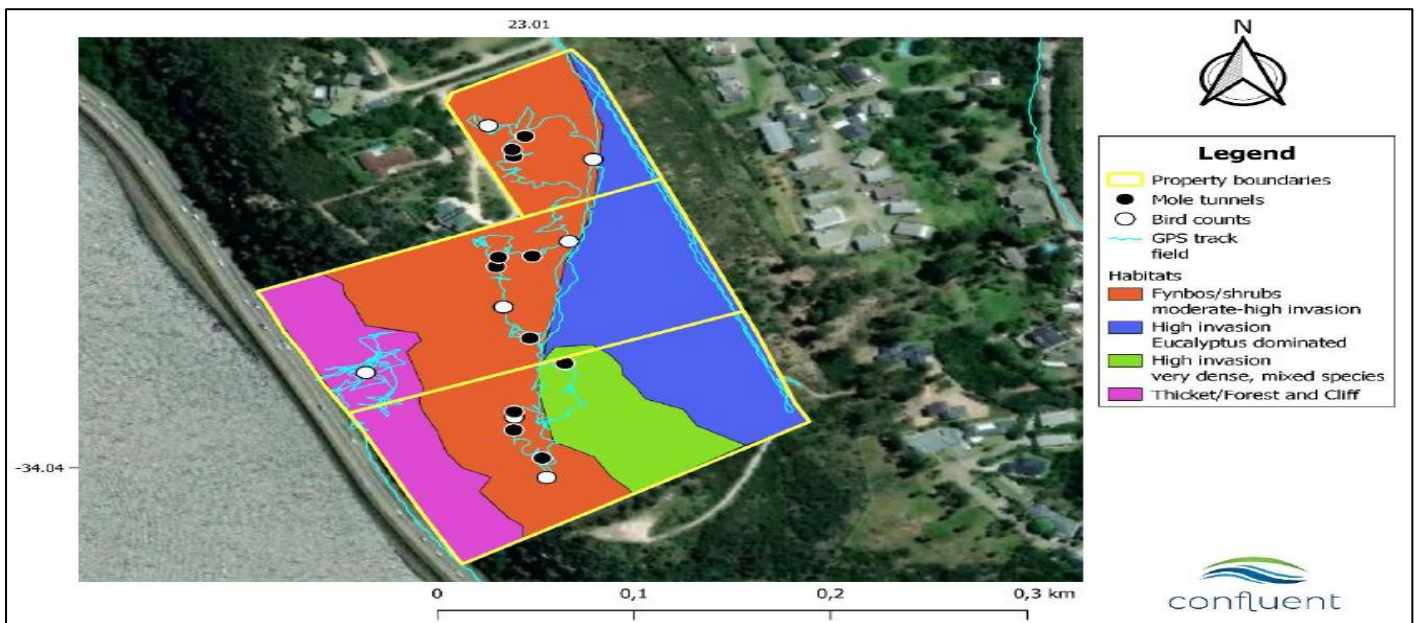 23.01
N
-34.04
Legend
Property boundaries
Mole tunnels
Bird counts
GPS track
field
Habitats
Fynbos/shrubs
moderate-high invasion
High invasion
Eucalyptus dominated
High invasion
very dense, mixed species
Thicket/Forest and Cliff
0 0,1 0,2 0,3 km
confluent